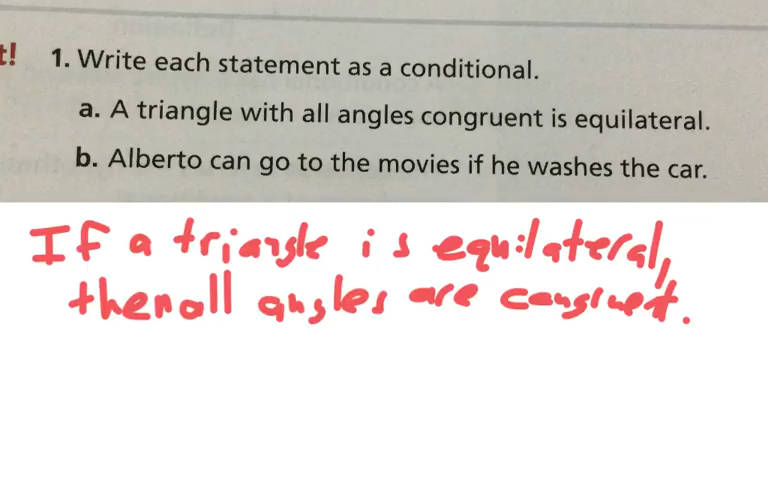 t! 1. Write each statement as a conditional.
a. A triangle with all angles congruent is equilateral.
b. Alberto can go to the movies if he washes the car.
If a triangle is equilateral,
then all angles are congruent.